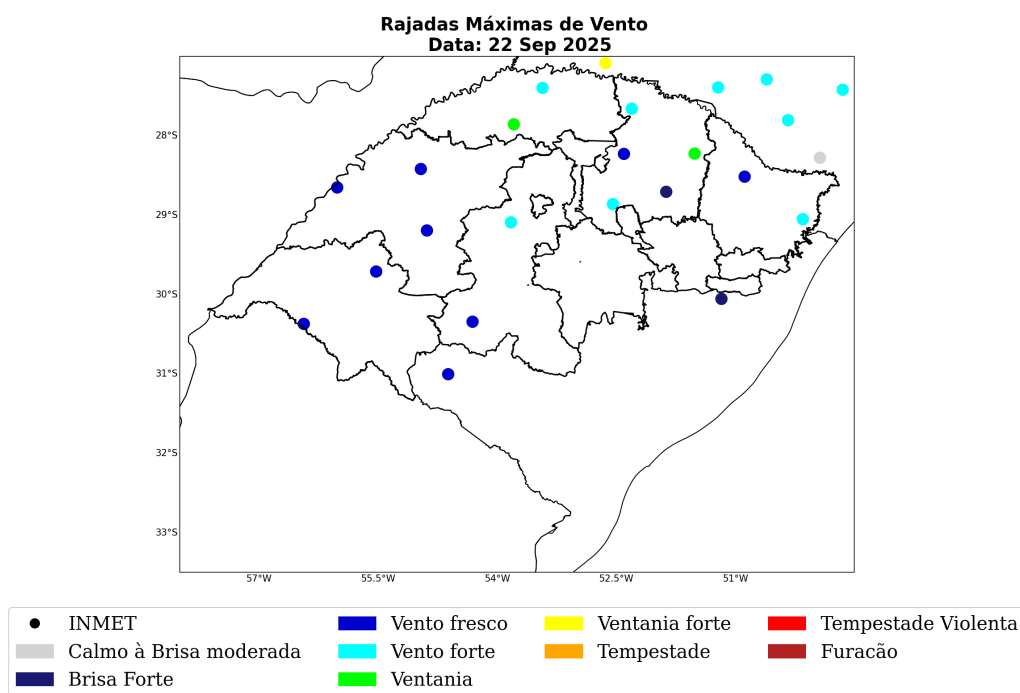 Rajadas Máximas de Vento
Data: 22 Sep 2025
28°S
29°S
30°S
31°S
32°S
33°S
57°W 55.5°W 54°W 52.5°W 51°W
INMET Vento fresco Ventania forte Tempestade Violenta
Calmo à Brisa moderada Vento forte Tempestade Furacão
Brisa Forte Ventania